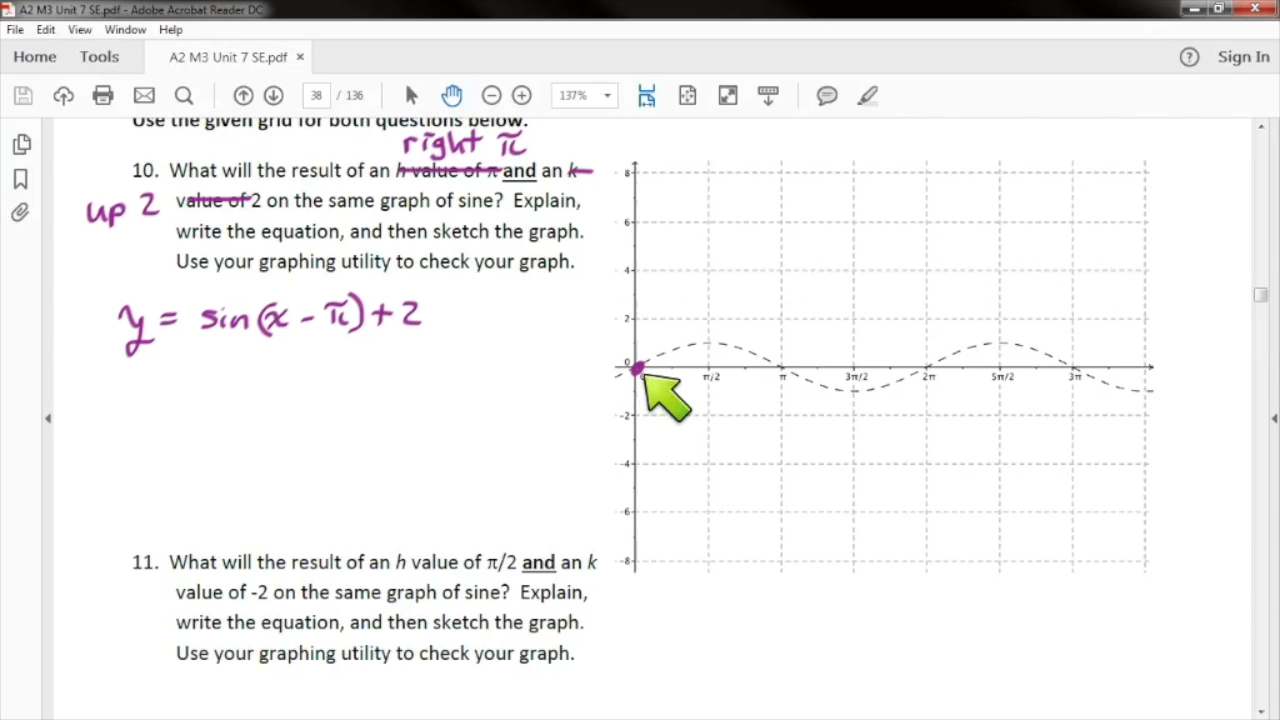 A2 M3 Unit 7 SE.pdf - Adobe Acrobat Reader DC
File Edit View Window Help
Home Tools A2 M3 Unit 7 SE.pdf × ? Sign In
38 / 136 137%
Use the given grid for both questions below.
right π
10. What will the result of an h value of π and an k
up 2 value of 2 on the same graph of sine? Explain,
write the equation, and then sketch the graph.
Use your graphing utility to check your graph.
y = sin(x - π) + 2
8
6
4
2
0
π/2 π 3π/2 2π 5π/2 3π
-2
-4
-6
-8
11. What will the result of an h value of π/2 and an k
value of -2 on the same graph of sine? Explain,
write the equation, and then sketch the graph.
Use your graphing utility to check your graph.